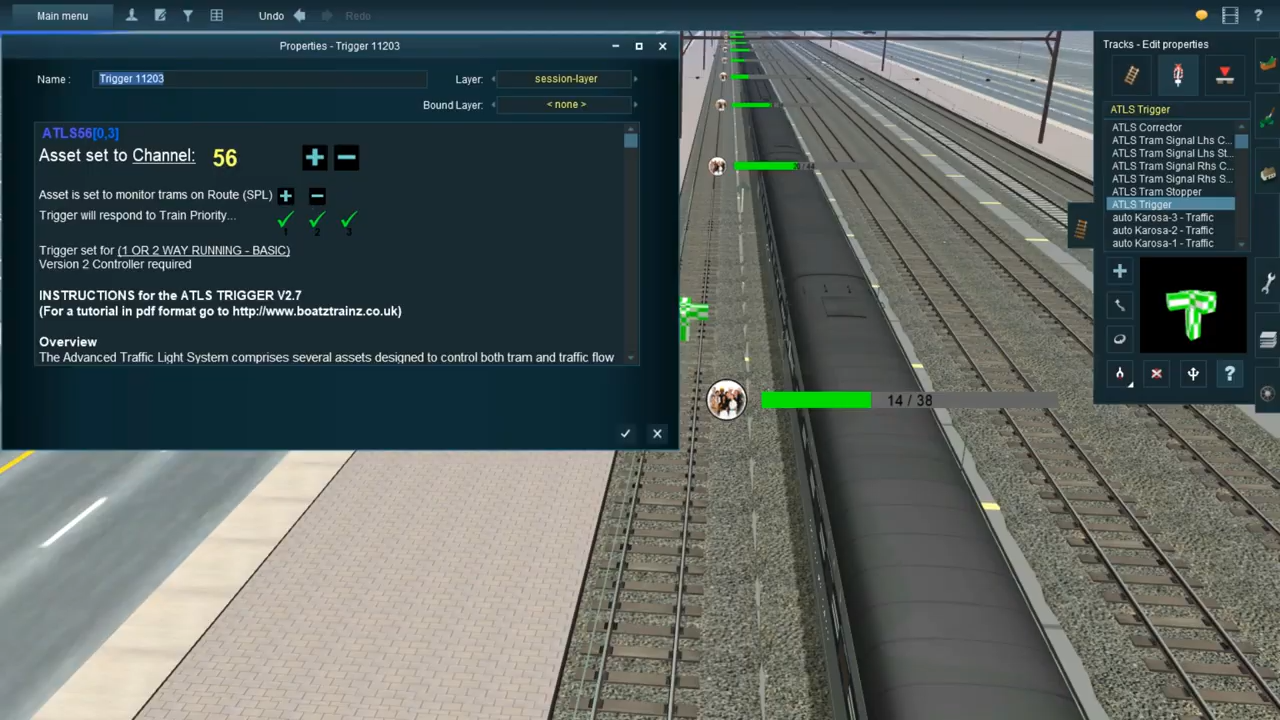 Main menu
Undo
Redo
?
Properties - Trigger 11203
Name :
Trigger 11203
Layer:
session-layer
Bound Layer:
< none >
ATLS56[0,3]
Asset set to Channel: 56
Asset is set to monitor trams on Route (SPL)
Trigger will respond to Train Priority...
1 2 3
Trigger set for (1 OR 2 WAY RUNNING - BASIC)
Version 2 Controller required
INSTRUCTIONS for the ATLS TRIGGER V2.7
(For a tutorial in pdf format go to http://www.boatztrainz.co.uk)
Overview
The Advanced Traffic Light System comprises several assets designed to control both tram and traffic flow
14 / 38
Tracks - Edit properties
ATLS Trigger
ATLS Corrector
ATLS Tram Signal Lhs C...
ATLS Tram Signal Lhs St...
ATLS Tram Signal Rhs C...
ATLS Tram Signal Rhs S...
ATLS Tram Stopper
ATLS Trigger
auto Karosa-3 - Traffic
auto Karosa-2 - Traffic
auto Karosa-1 - Traffic
?